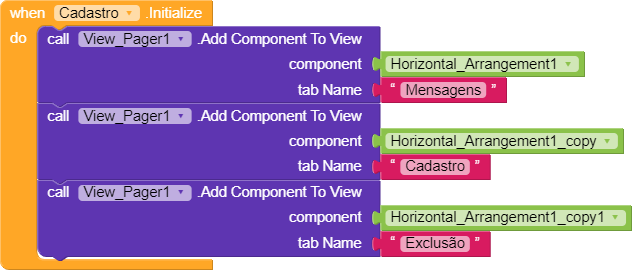 when Cadastro .Initialize
do call View_Pager1 .Add Component To View
component Horizontal_Arrangement1
tab Name “ Mensagens ”
call View_Pager1 .Add Component To View
component Horizontal_Arrangement1_copy
tab Name “ Cadastro ”
call View_Pager1 .Add Component To View
component Horizontal_Arrangement1_copy1
tab Name “ Exclusão ”